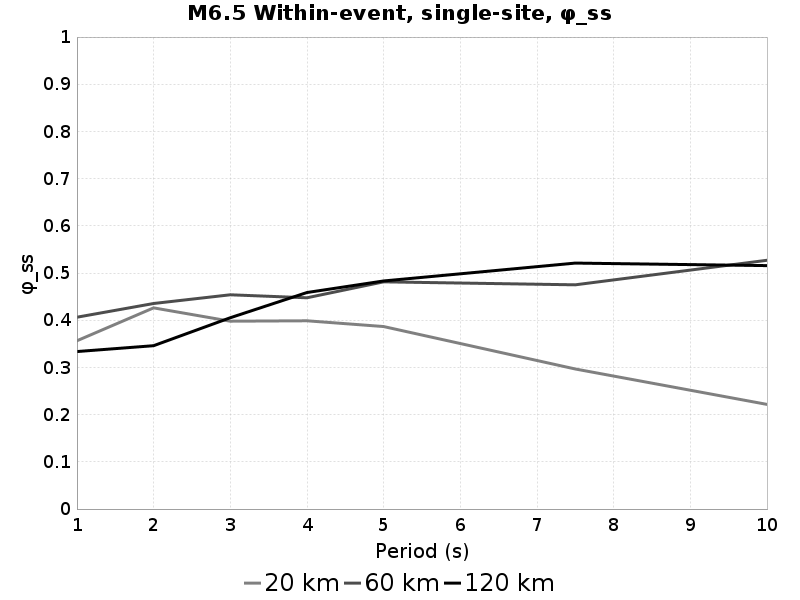 M6.5 Within-event, single-site, φ_ss
1
0.9
0.8
0.7
0.6
0.5
0.4
0.3
0.2
0.1
0
φ_ss
1 2 3 4 5 6 7 8 9 10
Period (s)
20 km 60 km 120 km